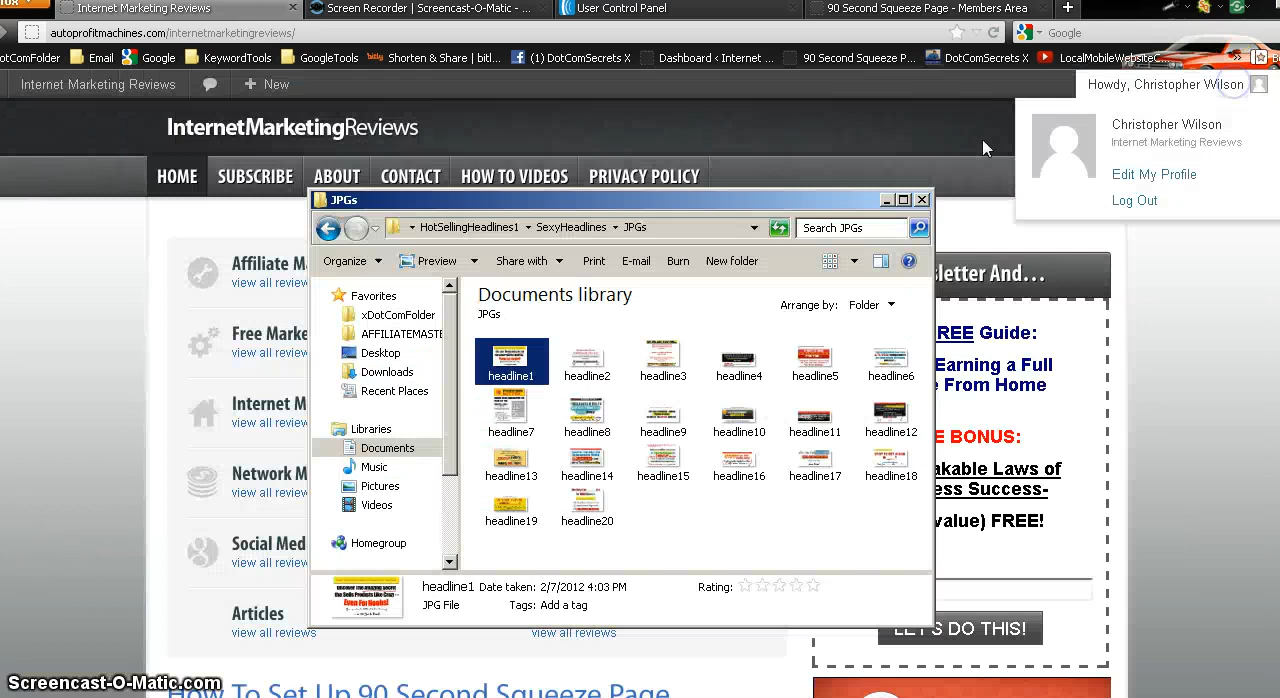 Internet Marketing Reviews
Screen Recorder | Screencast-O-Matic - ...
User Control Panel
90 Second Squeeze Page - Members Area
autoprofitmachines.com/internetmarketingreviews/
Google
otComFolder
Email
Google
KeywordTools
GoogleTools
bitly Shorten & Share | bitl...
(1) DotcomSecrets X
Dashboard ‹ Internet ...
90 Second Squeeze P...
DotComSecrets X
LocalMobileWebsiteC...
Internet Marketing Reviews
New
Howdy, Christopher Wilson
Christopher Wilson
Internet Marketing Reviews
Edit My Profile
Log Out
InternetMarketingReviews
HOME SUBSCRIBE ABOUT CONTACT HOW TO VIDEOS PRIVACY POLICY
JPGs
HotSellingHeadlines1 SexyHeadlines JPGs
Search JPGs
Organize Preview Share with Print E-mail Burn New folder
Favorites
xDotComFolder
AFFILIATEMASTE
Desktop
Downloads
Recent Places
Libraries
Documents
Music
Pictures
Videos
Homegroup
Documents library
JPGs
Arrange by: Folder
headline1 headline2 headline3 headline4 headline5 headline6
headline7 headline8 headline9 headline10 headline11 headline12
headline13 headline14 headline15 headline16 headline17 headline18
headline19 headline20
headline1 Date taken: 2/7/2012 4:03 PM
Rating:
JPG File
Tags: Add a tag
Affiliate M
view all review
Free Marke
view all review
Internet M
view all review
Network M
view all review
Social Med
view all review
Articles
view all reviews
view all reviews
sletter And...
REE Guide:
Earning a Full
e From Home
E BONUS:
akable Laws of
ess Success-
value) FREE!
LET'S DO THIS!
How To Set Up 90 Second Squeeze Page
Screencast-O-Matic.com